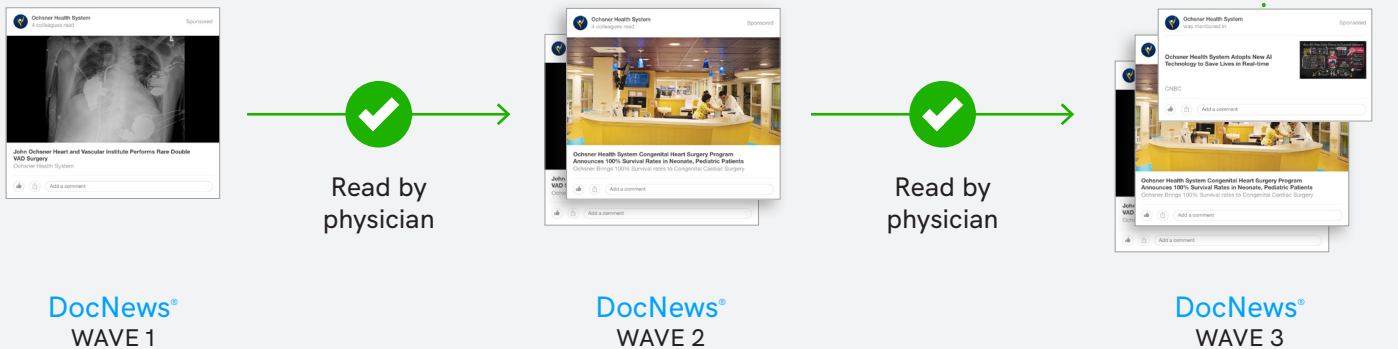 Ochsner Health System
4 colleagues read
Sponsored
John Ochsner Heart and Vascular Institute Performs Rare Double
VAD Surgery
Ochsner Health System
Add a comment
Read by
physician
Ochsner Health System
4 colleagues read
Sponsored
Ochsner Health System Congenital Heart Surgery Program
Announces 100% Survival Rates in Neonate, Pediatric Patients
Ochsner Brings 100% Survival rates to Congenital Cardiac Surgery
Add a comment
John
VAD
Add a comment
Read by
physician
Ochsner Health System
was mentioned in
Sponsored
Ochsner Health System Adopts New AI
Technology to Save Lives in Real-time
CNBC
Add a comment
Ochsner Health System Congenital Heart Surgery Program
Announces 100% Survival Rates in Neonate, Pediatric Patients
Ochsner Brings 100% Survival rates to Congenital Cardiac Surgery
Add a comment
John
VAD
Add a comment
DocNews®
WAVE 1
DocNews®
WAVE 2
DocNews®
WAVE 3